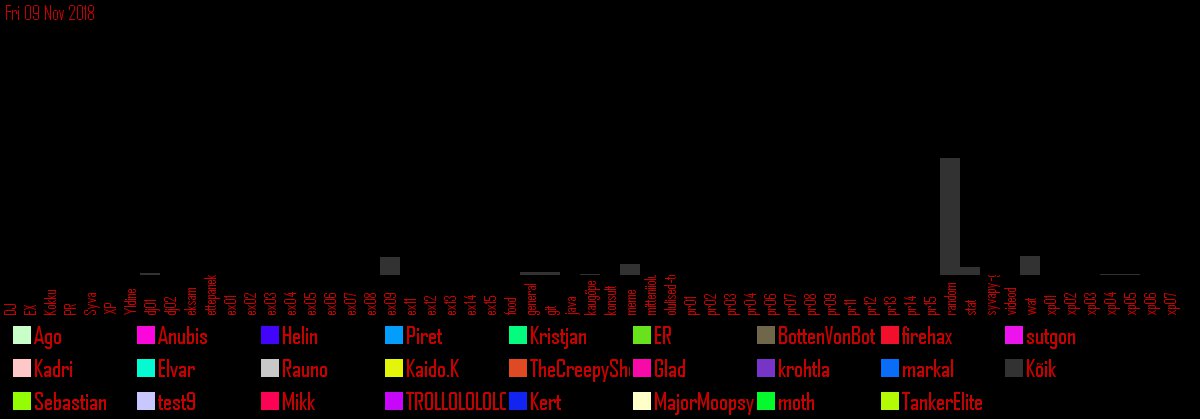 Fri 09 Nov 2018
DJ EX Kokku PR Syva XP Yldine dj01 dj02 eksam ettepanek ex01 ex02 ex03 ex04 ex05 ex06 ex07 ex08 ex09 ex11 ex12 ex13 ex14 ex15 food general git java konsult meme pr01 pr02 pr03 pr04 pr06 pr07 pr08 pr09 pr11 pr12 pr13 pr14 pr15 random stat videod wat xp01 xp02 xp03 xp04 xp05 xp06 xp07
Ago Anubis Helin Piret Kristjan ER BottenVonBot firehax sutgon
Kadri Elvar Rauno Kaido.K TheCreepySh Glad krohtla markal Kõik
Sebastian test9 Mikk TROLLOLOLOLO Kert MajorMoopsy moth TankerElite